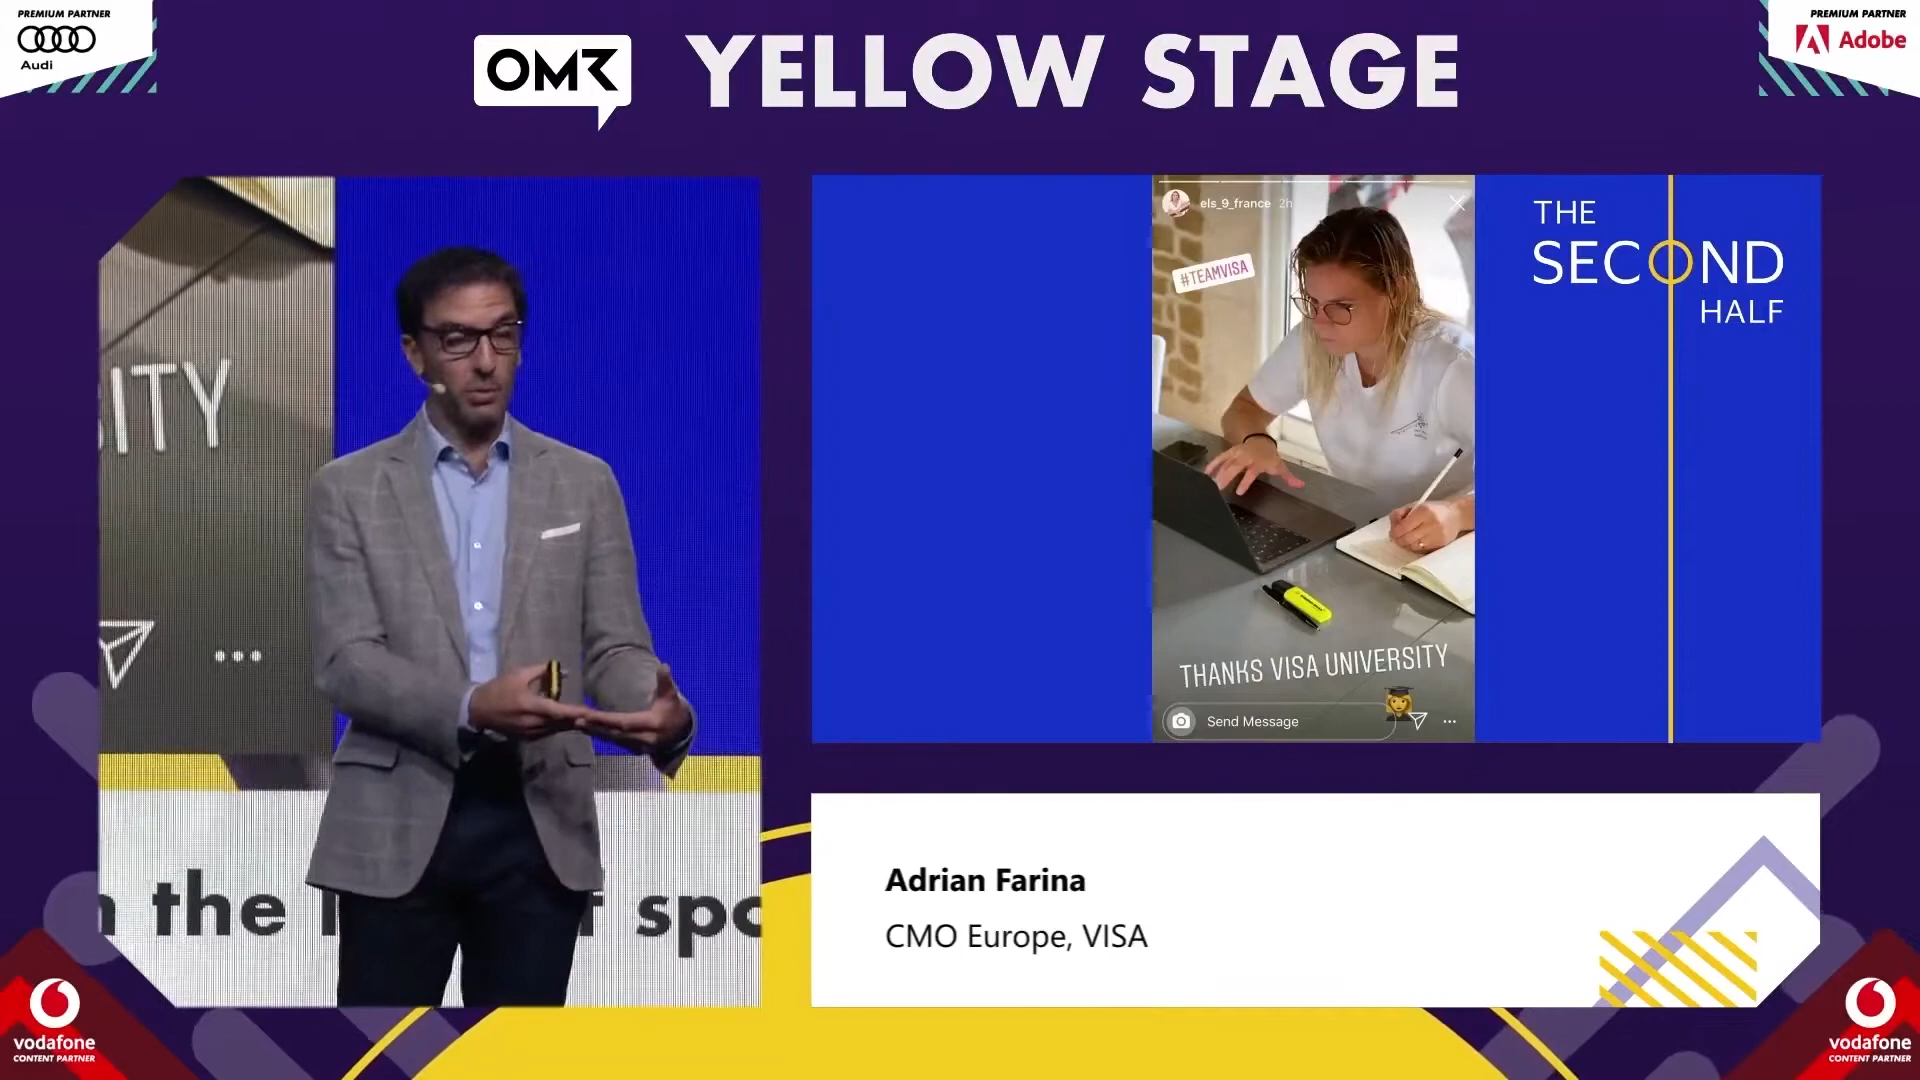 PREMIUM PARTNER
Audi
OMR YELLOW STAGE
PREMIUM PARTNER
Adobe
els_9_france 2h
#TEAMVISA
THE
SECOND
HALF
THANKS VISA UNIVERSITY
Send Message
ITY
the
spo
Adrian Farina
CMO Europe, VISA
vodafone
CONTENT PARTNER
vodafone
CONTENT PARTNER